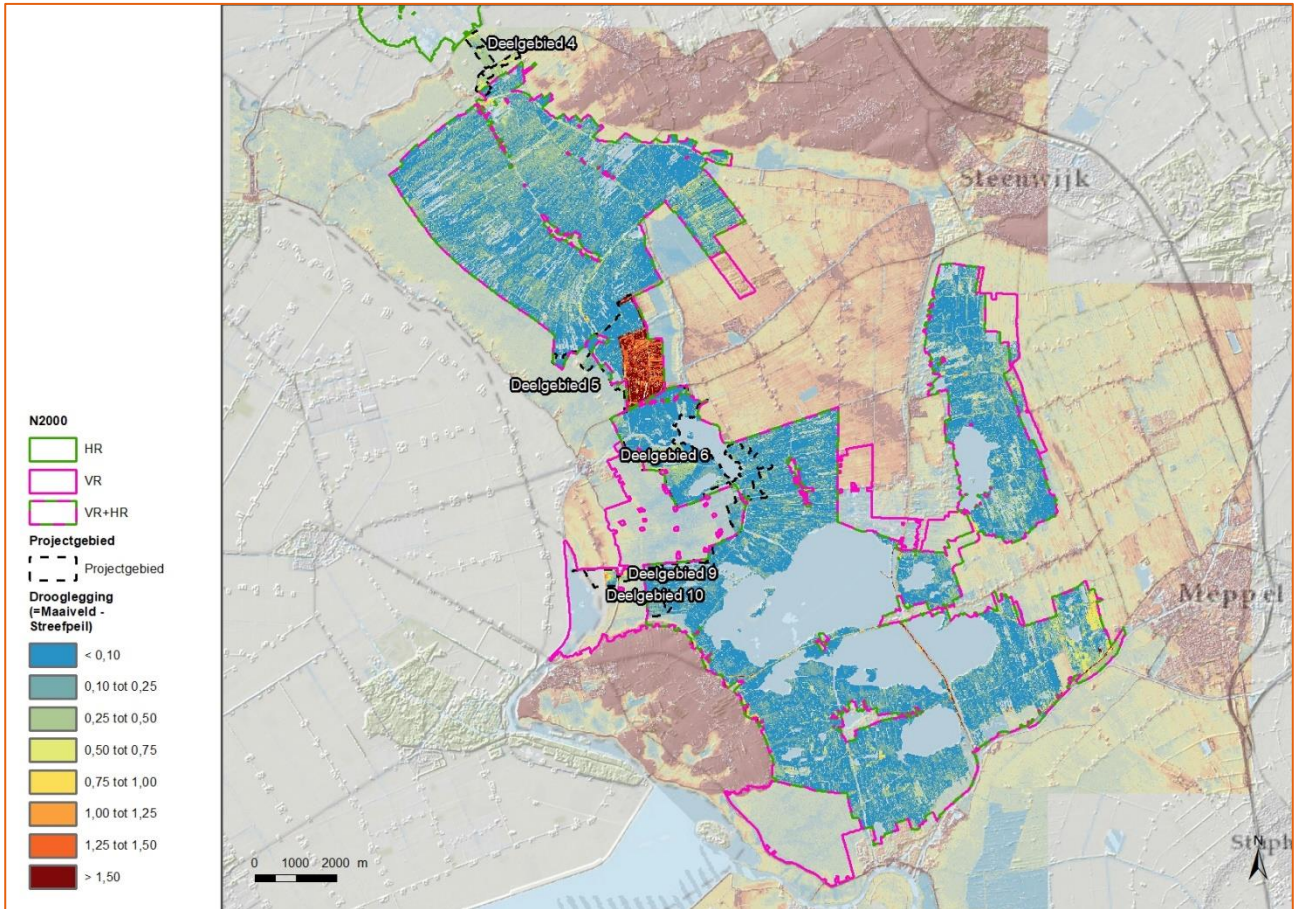 Deelgebied 4
Steenwijk
Deelgebied 5
Deelgebied 6
Deelgebied 9
Deelgebied 10
Meppel
N
N2000
HR
VR
VR+HR
Projectgebied
Projectgebied
Drooglegging
(=Maaiveld -
Streefpeil)
< 0,10
0,10 tot 0,25
0,25 tot 0,50
0,50 tot 0,75
0,75 tot 1,00
1,00 tot 1,25
1,25 tot 1,50
> 1,50
0 1000 2000 m